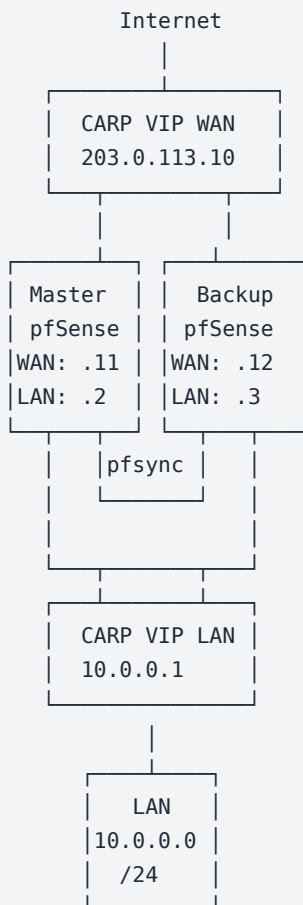 Internet
CARP VIP WAN
203.0.113.10
Master Backup
pfSense pfSense
WAN: .11 WAN: .12
LAN: .2 LAN: .3
pfsync
CARP VIP LAN
10.0.0.1
LAN
10.0.0.0
/24